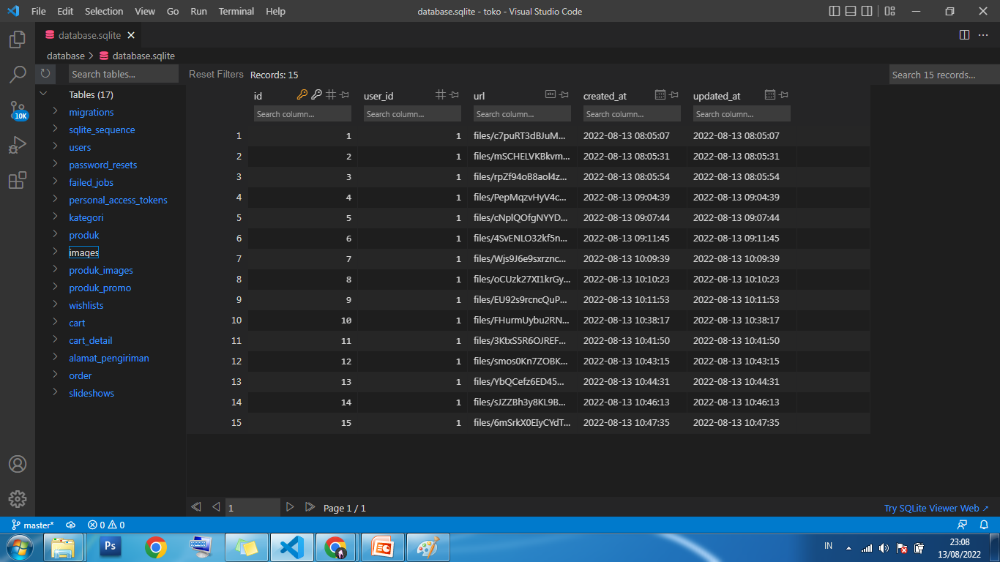 File Edit Selection View Go Run Terminal Help database.sqlite - toko - Visual Studio Code
database.sqlite
database > database.sqlite
Search tables... Reset Filters Records: 15 Search 15 records...
Tables (17)
migrations
sqlite_sequence
users
password_resets
failed_jobs
personal_access_tokens
kategori
produk
images
produk_images
produk_promo
wishlists
cart
cart_detail
alamat_pengiriman
order
slideshows
10K
id user_id url created_at updated_at
Search column... Search column... Search column... Search column... Search column...
1 1 1 files/c7puRT3dBJuM... 2022-08-13 08:05:07 2022-08-13 08:05:07
2 2 1 files/mSCHELVKBkvm... 2022-08-13 08:05:31 2022-08-13 08:05:31
3 3 1 files/rpZf94oB8aol4z... 2022-08-13 08:05:54 2022-08-13 08:05:54
4 4 1 files/PepMqzvHyV4c... 2022-08-13 09:04:39 2022-08-13 09:04:39
5 5 1 files/cNplQOfgNYYD... 2022-08-13 09:07:44 2022-08-13 09:07:44
6 6 1 files/4SvENLO32kf5n... 2022-08-13 09:11:45 2022-08-13 09:11:45
7 7 1 files/Wjs9J6e9sxrznc... 2022-08-13 10:09:39 2022-08-13 10:09:39
8 8 1 files/oCUzk27XI1krGy... 2022-08-13 10:10:23 2022-08-13 10:10:23
9 9 1 files/EU92s9rcncQuP... 2022-08-13 10:11:53 2022-08-13 10:11:53
10 10 1 files/FHurmUybu2RN... 2022-08-13 10:38:17 2022-08-13 10:38:17
11 11 1 files/3KtxS5R6OJREF... 2022-08-13 10:41:50 2022-08-13 10:41:50
12 12 1 files/smos0Kn7ZOBK... 2022-08-13 10:43:15 2022-08-13 10:43:15
13 13 1 files/YbQCefz6ED45... 2022-08-13 10:44:31 2022-08-13 10:44:31
14 14 1 files/sJZZBh3y8KL9B... 2022-08-13 10:46:13 2022-08-13 10:46:13
15 15 1 files/6mSrkX0EIyCYdT... 2022-08-13 10:47:35 2022-08-13 10:47:35
1 Page 1 / 1 Try SQLite Viewer Web
master* 0 0
Ps IN 23:08
13/08/2022